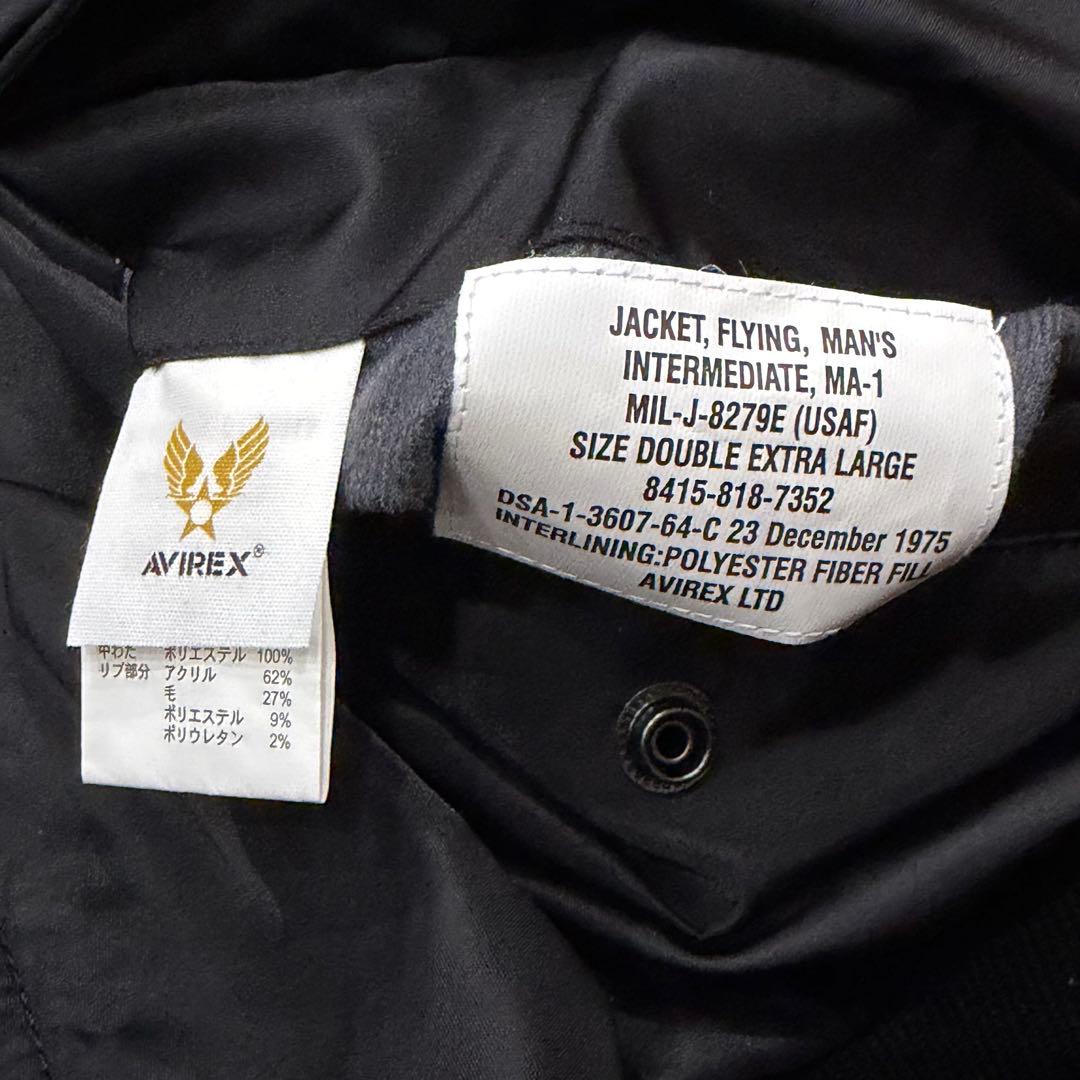 AVIREX®
中わた ポリエステル 100%
リブ部分 アクリル 62%
毛 27%
ポリエステル 9%
ポリウレタン 2%
JACKET, FLYING, MAN'S
INTERMEDIATE, MA-1
MIL-J-8279E (USAF)
SIZE DOUBLE EXTRA LARGE
8415-818-7352
DSA-1-3607-64-C 23 December 1975
INTERLINING:POLYESTER FIBER FILL
AVIREX LTD